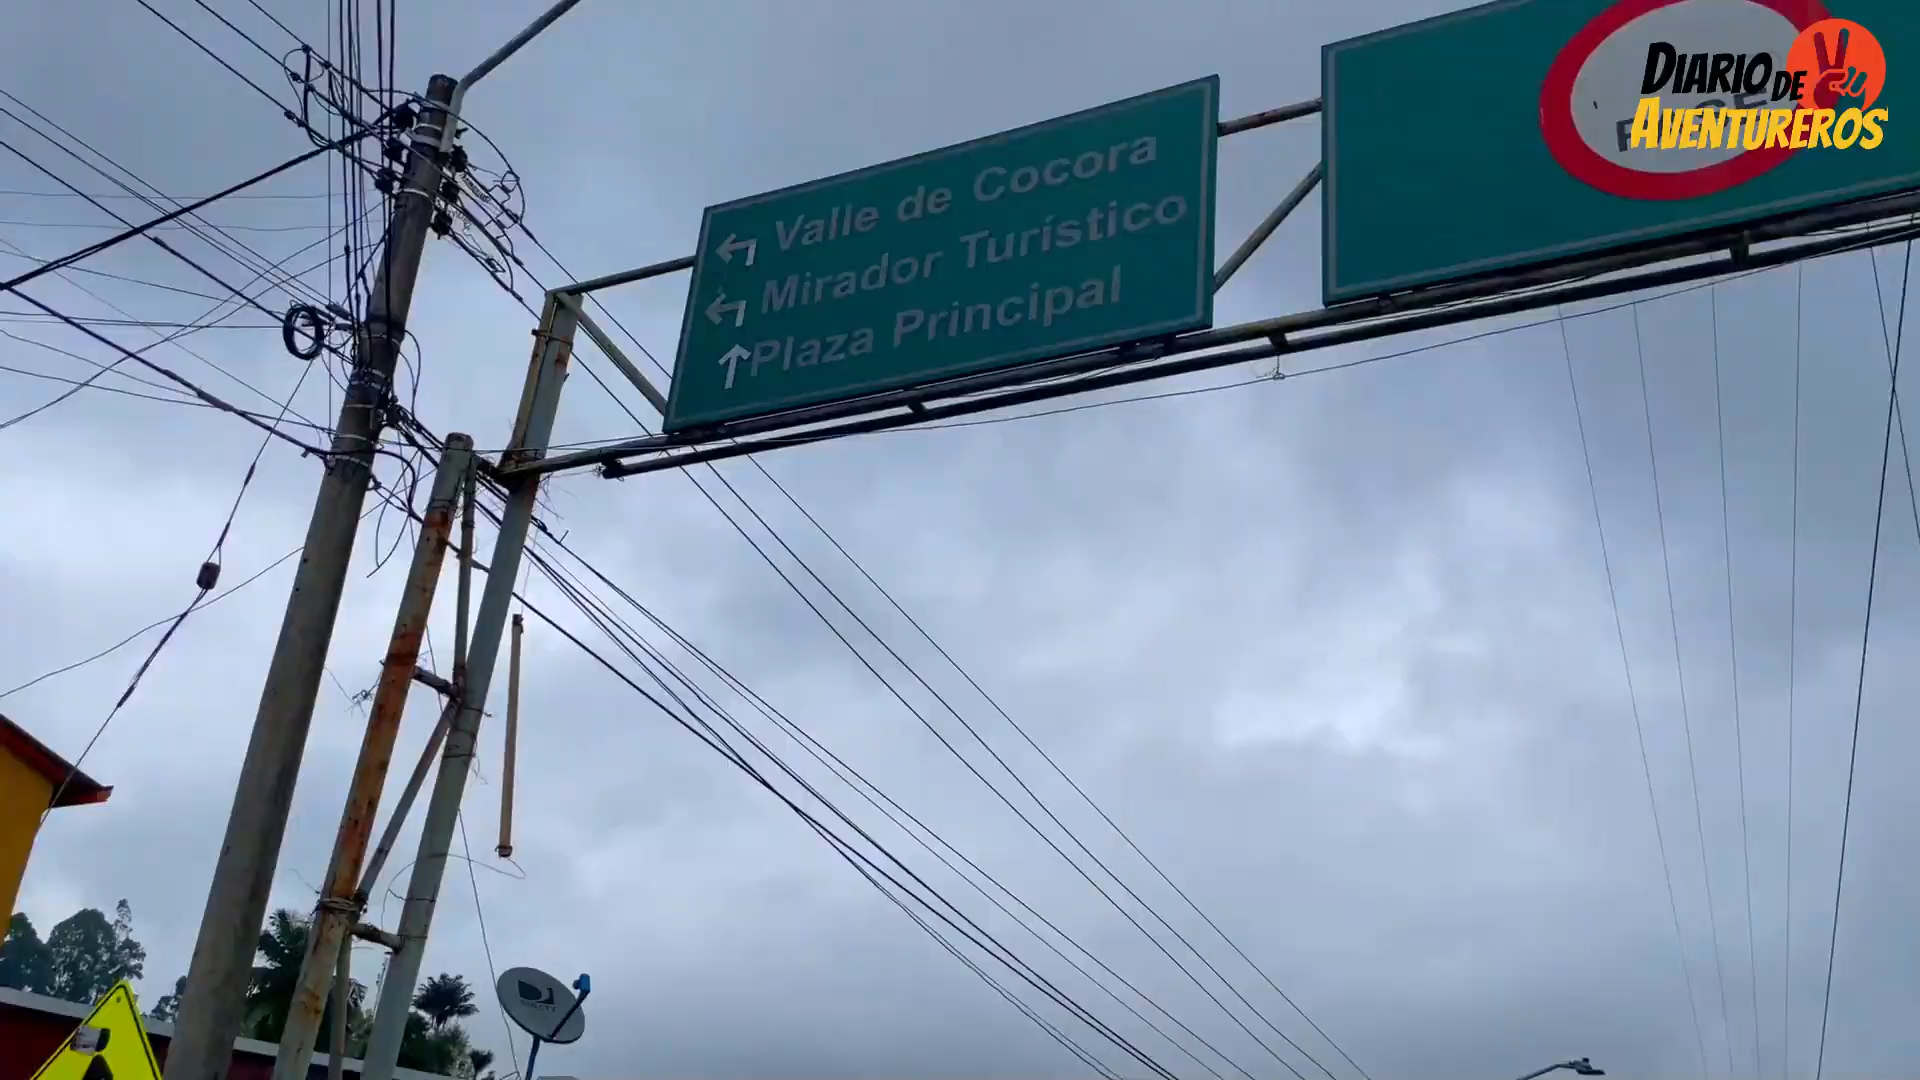 Valle de Cocora
Mirador Turístico
Plaza Principal
DIARIO DE
AVENTUREROS